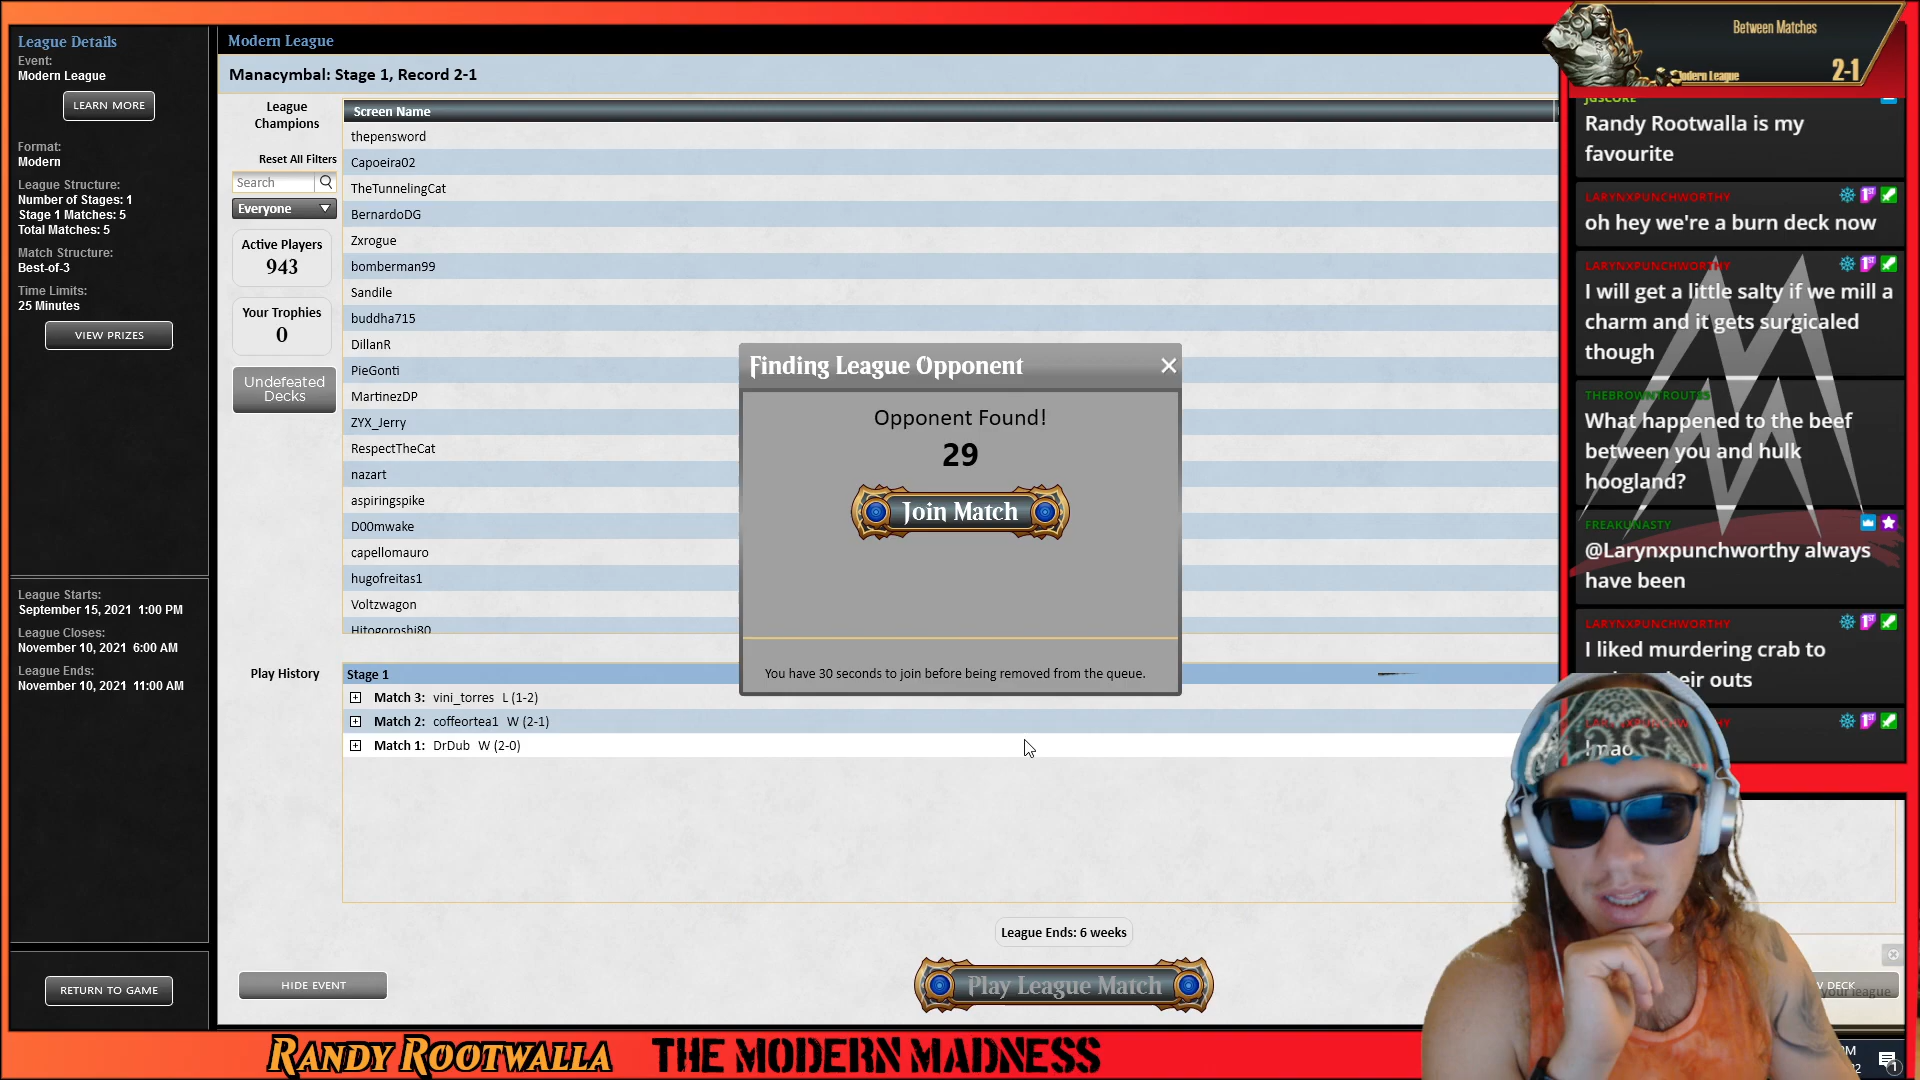 League Details
Event:
Modern League
LEARN MORE
Format:
Modern
League Structure:
Number of Stages: 1
Stage 1 Matches: 5
Total Matches: 5
Match Structure:
Best-of-3
Time Limits:
25 Minutes
VIEW PRIZES
League Starts:
September 15, 2021 1:00 PM
League Closes:
November 10, 2021 6:00 AM
League Ends:
November 10, 2021 11:00 AM
RETURN TO GAME
Modern League
Manacymbal: Stage 1, Record 2-1
League
Champions
Reset All Filters
Search
Everyone
Active Players
943
Your Trophies
0
Undefeated
Decks
Screen Name
thepensword
Capoeira02
TheTunnelingCat
BernardoDG
Zxrogue
bomberman99
Sandile
buddha715
DillanR
PieGonti
MartinezDP
ZYX_Jerry
RespectTheCat
nazart
aspiringspike
D00mwake
capellomauro
hugofreitas1
Voltzwagon
Hitogoroshi80
Finding League Opponent
Opponent Found!
29
Join Match
You have 30 seconds to join before being removed from the queue.
Play History
Stage 1
Match 3: vini_torres L (1-2)
Match 2: coffeortea1 W (2-1)
Match 1: DrDub W (2-0)
League Ends: 6 weeks
HIDE EVENT
Play League Match
DECK
your league
Between Matches
Modern League
2-1
JGSCORE
Randy Rootwalla is my
favourite
LARYNXPUNCHWORTHY
oh hey we're a burn deck now
LARYNXPUNCHWORTHY
I will get a little salty if we mill a
charm and it gets surgicaled
though
THEBROWNTROUT85
What happened to the beef
between you and hulk
hoogland?
FREAKUNASTY
@Larynxpunchworthy always
have been
LARYNXPUNCHWORTHY
I liked murdering crab to
eir outs
lmao
RANDY ROOTWALLA
THE MODERN MADNESS
1